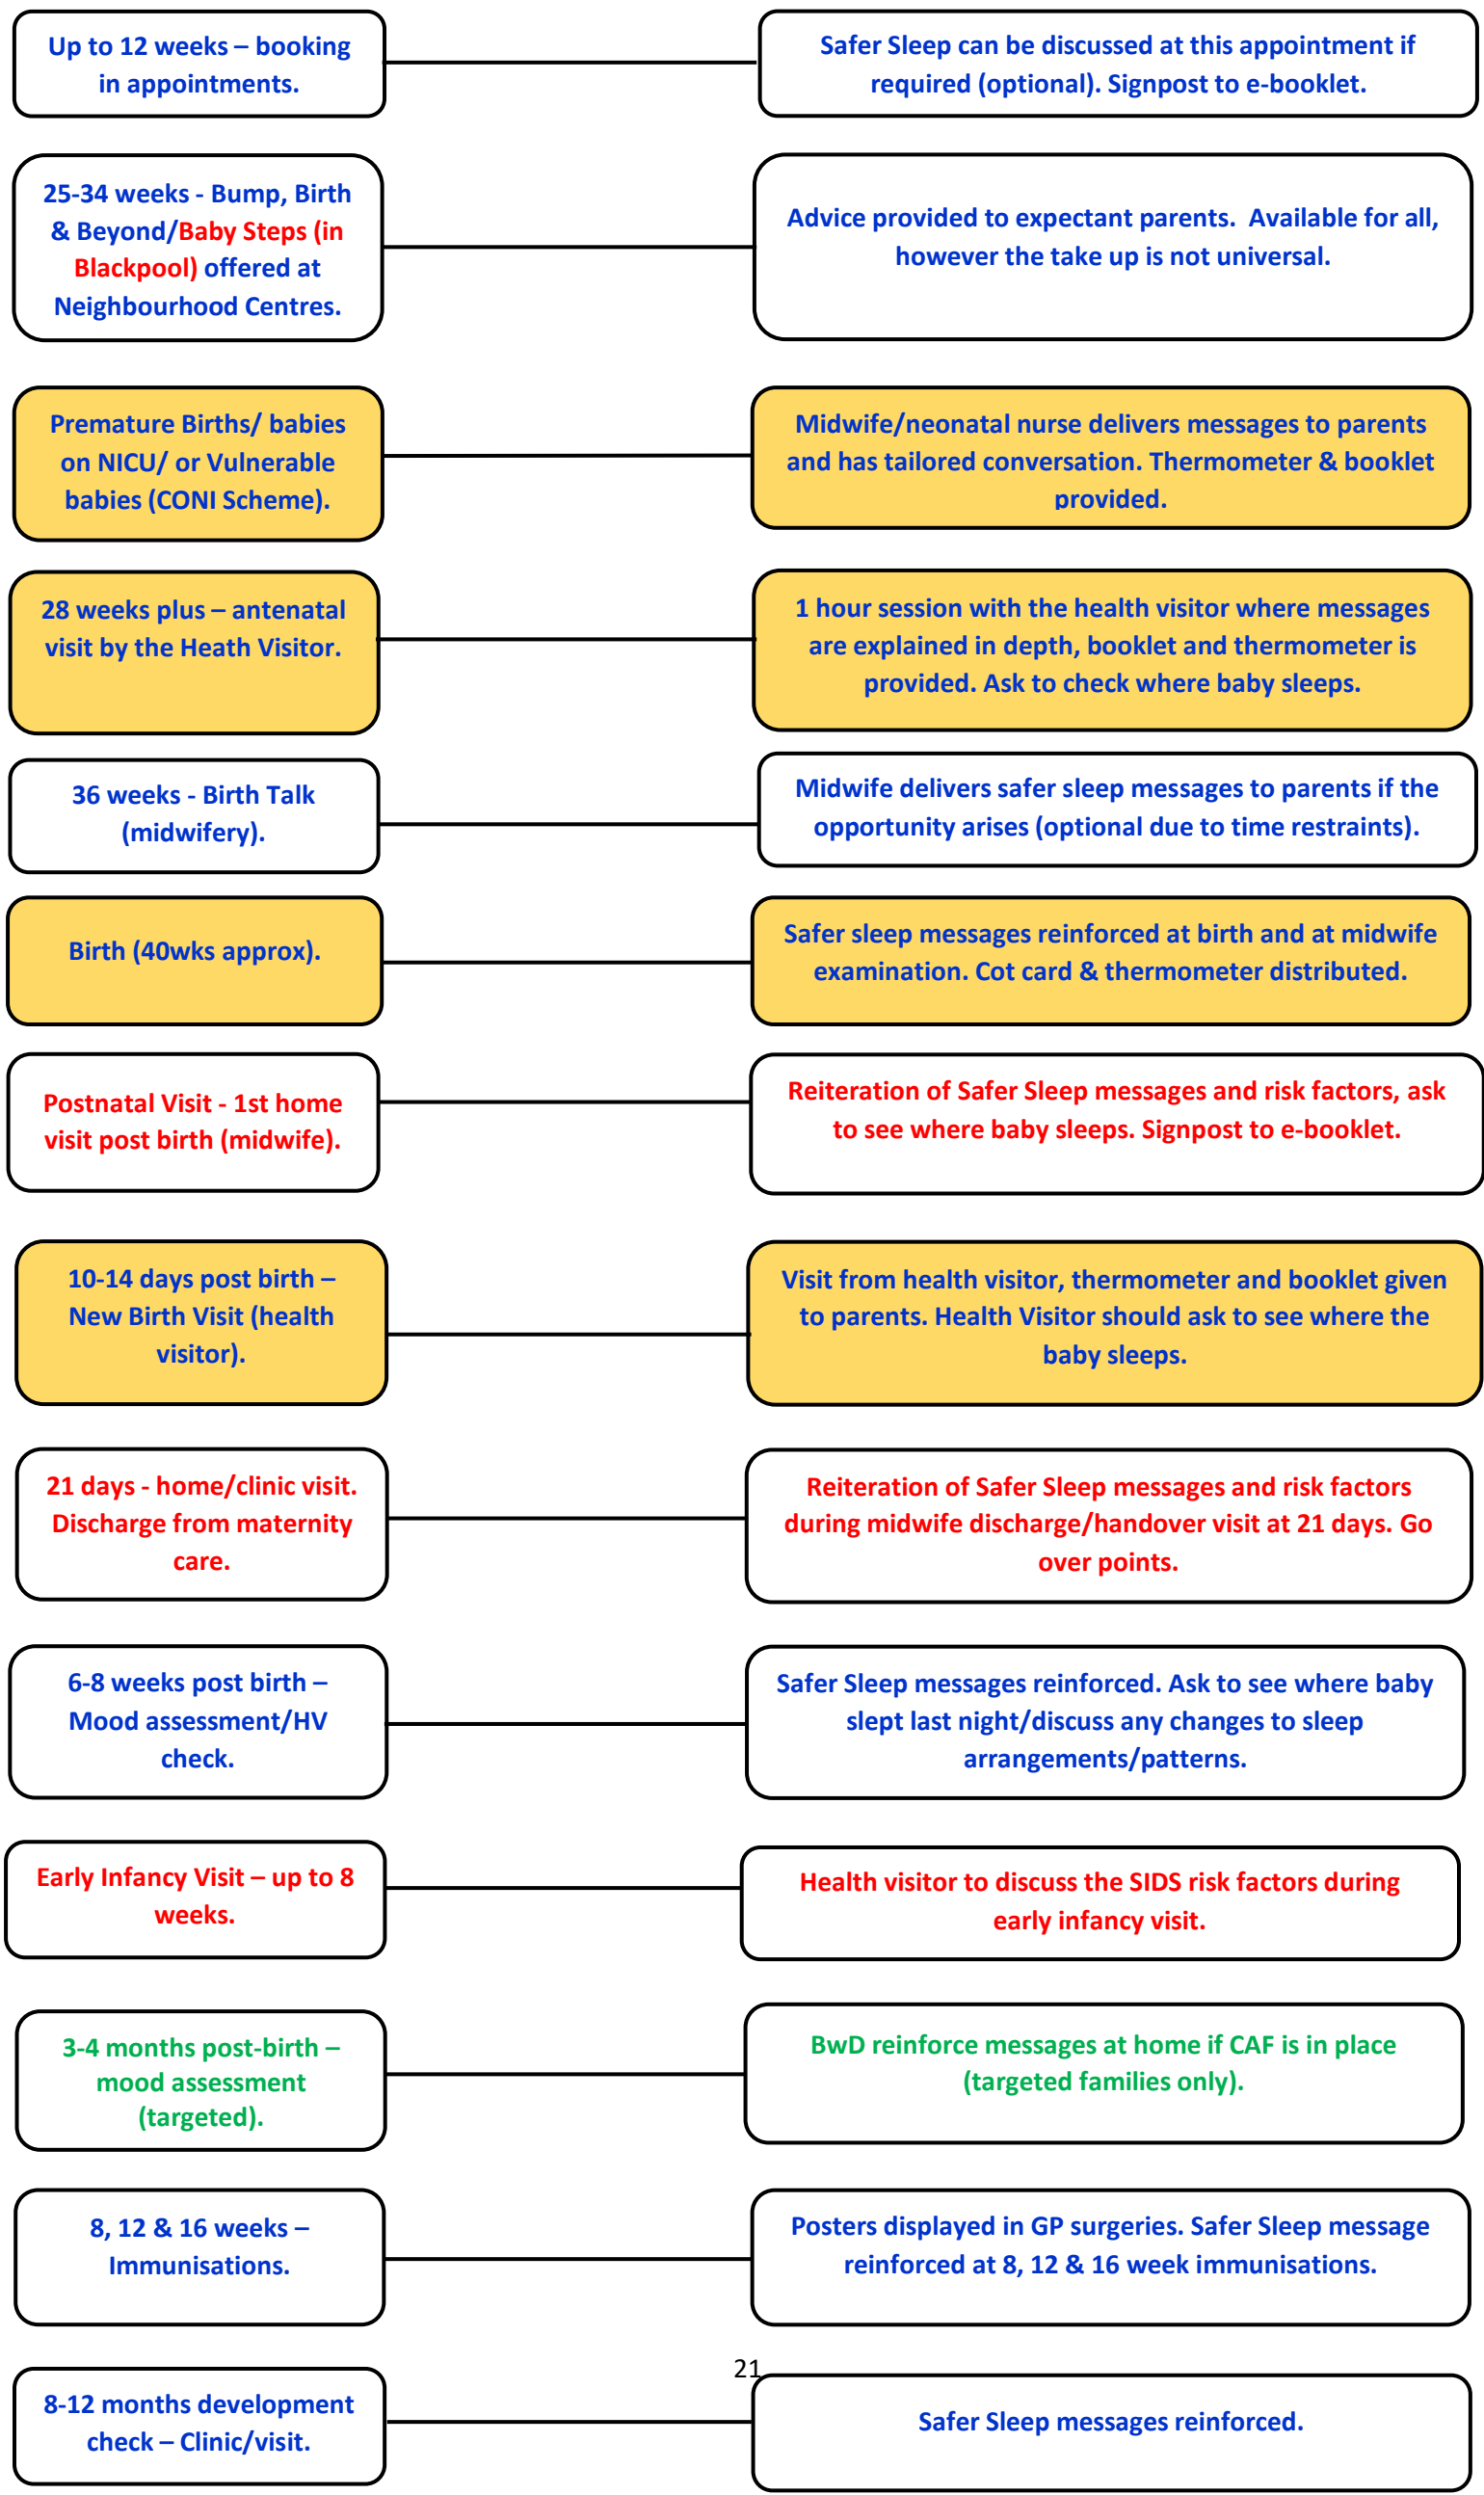 Up to 12 weeks – booking
in appointments.
Safer Sleep can be discussed at this appointment if
required (optional). Signpost to e-booklet.
25-34 weeks - Bump, Birth
& Beyond/Baby Steps (in
Blackpool) offered at
Neighbourhood Centres.
Advice provided to expectant parents.  Available for all,
however the take up is not universal.
Premature Births/ babies
on NICU/ or Vulnerable
babies (CONI Scheme).
Midwife/neonatal nurse delivers messages to parents
and has tailored conversation. Thermometer & booklet
provided.
28 weeks plus – antenatal
visit by the Heath Visitor.
1 hour session with the health visitor where messages
are explained in depth, booklet and thermometer is
provided. Ask to check where baby sleeps.
36 weeks - Birth Talk
(midwifery).
Midwife delivers safer sleep messages to parents if the
opportunity arises (optional due to time restraints).
Birth (40wks approx).
Safer sleep messages reinforced at birth and at midwife
examination. Cot card & thermometer distributed.
Postnatal Visit - 1st home
visit post birth (midwife).
Reiteration of Safer Sleep messages and risk factors, ask
to see where baby sleeps. Signpost to e-booklet.
10-14 days post birth –
New Birth Visit (health
visitor).
Visit from health visitor, thermometer and booklet given
to parents. Health Visitor should ask to see where the
baby sleeps.
21 days - home/clinic visit.
Discharge from maternity
care.
Reiteration of Safer Sleep messages and risk factors
during midwife discharge/handover visit at 21 days. Go
over points.
6-8 weeks post birth –
Mood assessment/HV
check.
Safer Sleep messages reinforced. Ask to see where baby
slept last night/discuss any changes to sleep
arrangements/patterns.
Early Infancy Visit – up to 8
weeks.
Health visitor to discuss the SIDS risk factors during
early infancy visit.
3-4 months post-birth –
mood assessment
(targeted).
BwD reinforce messages at home if CAF is in place
(targeted families only).
8, 12 & 16 weeks –
Immunisations.
Posters displayed in GP surgeries. Safer Sleep message
reinforced at 8, 12 & 16 week immunisations.
21
8-12 months development
check – Clinic/visit.
Safer Sleep messages reinforced.